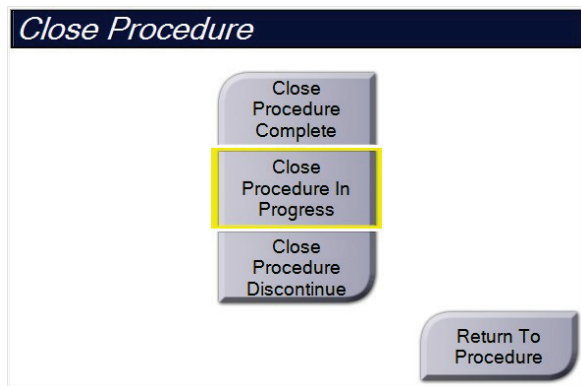 Close Procedure
Close
Procedure
Complete
Close
Procedure In
Progress
Close
Procedure
Discontinue
Return To
Procedure